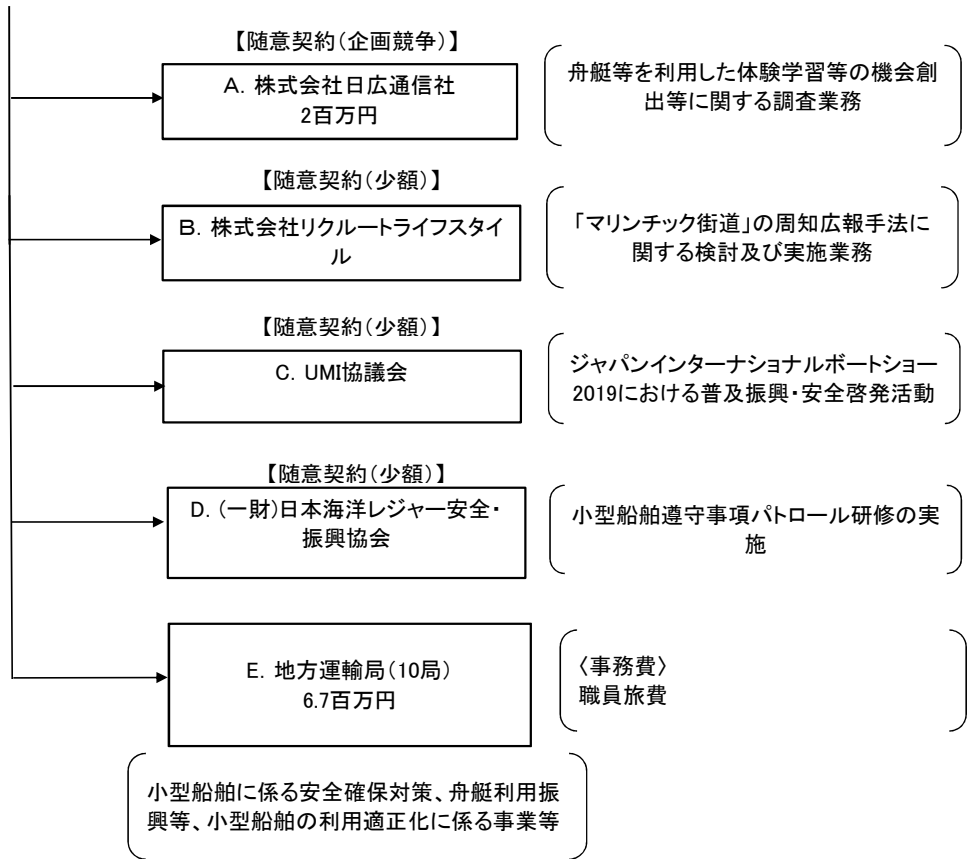 【随意契約(企画競争)】
A. 株式会社日広通信社
2百万円
舟艇等を利用した体験学習等の機会創
出等に関する調査業務
【随意契約(少額)】
B. 株式会社リクルートライフスタイ
ル
「マリンチック街道」の周知広報手法に
関する検討及び実施業務
【随意契約(少額)】
C. UMI協議会
ジャパンインターナショナルボートショー
2019における普及振興・安全啓発活動
【随意契約(少額)】
D. (一財)日本海洋レジャー安全・
振興協会
小型船舶遵守事項パトロール研修の実
施
E. 地方運輸局(10局)
6.7百万円
〈事務費〉
職員旅費
小型船舶に係る安全確保対策、舟艇利用振
興等、小型船舶の利用適正化に係る事業等